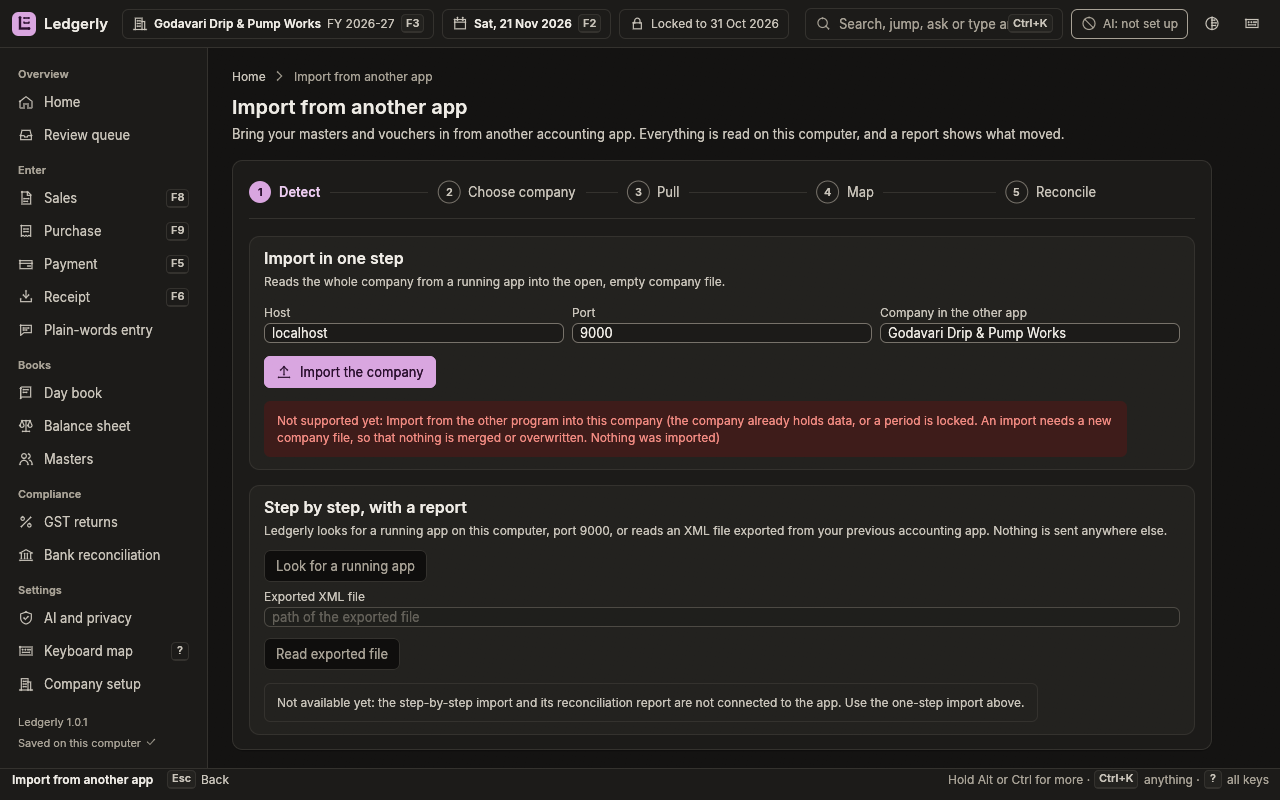 Ledgerly
Godavari Drip & Pump Works FY 2026-27 F3
Sat, 21 Nov 2026 F2
Locked to 31 Oct 2026
Search, jump, ask or type a Ctrl+K
AI: not set up
Overview
Home
Review queue
Enter
Sales F8
Purchase F9
Payment F5
Receipt F6
Plain-words entry
Books
Day book
Balance sheet
Masters
Compliance
GST returns
Bank reconciliation
Settings
AI and privacy
Keyboard map ?
Company setup
Ledgerly 1.0.1
Saved on this computer
Home Import from another app
Import from another app
Bring your masters and vouchers in from another accounting app. Everything is read on this computer, and a report shows what moved.
1 Detect 2 Choose company 3 Pull 4 Map 5 Reconcile
Import in one step
Reads the whole company from a running app into the open, empty company file.
Host Port Company in the other app
localhost 9000 Godavari Drip & Pump Works
Import the company
Not supported yet: Import from the other program into this company (the company already holds data, or a period is locked. An import needs a new
company file, so that nothing is merged or overwritten. Nothing was imported)
Step by step, with a report
Ledgerly looks for a running app on this computer, port 9000, or reads an XML file exported from your previous accounting app. Nothing is sent anywhere else.
Look for a running app
Exported XML file
path of the exported file
Read exported file
Not available yet: the step-by-step import and its reconciliation report are not connected to the app. Use the one-step import above.
Import from another app Esc Back
Hold Alt or Ctrl for more · Ctrl+K anything · ? all keys